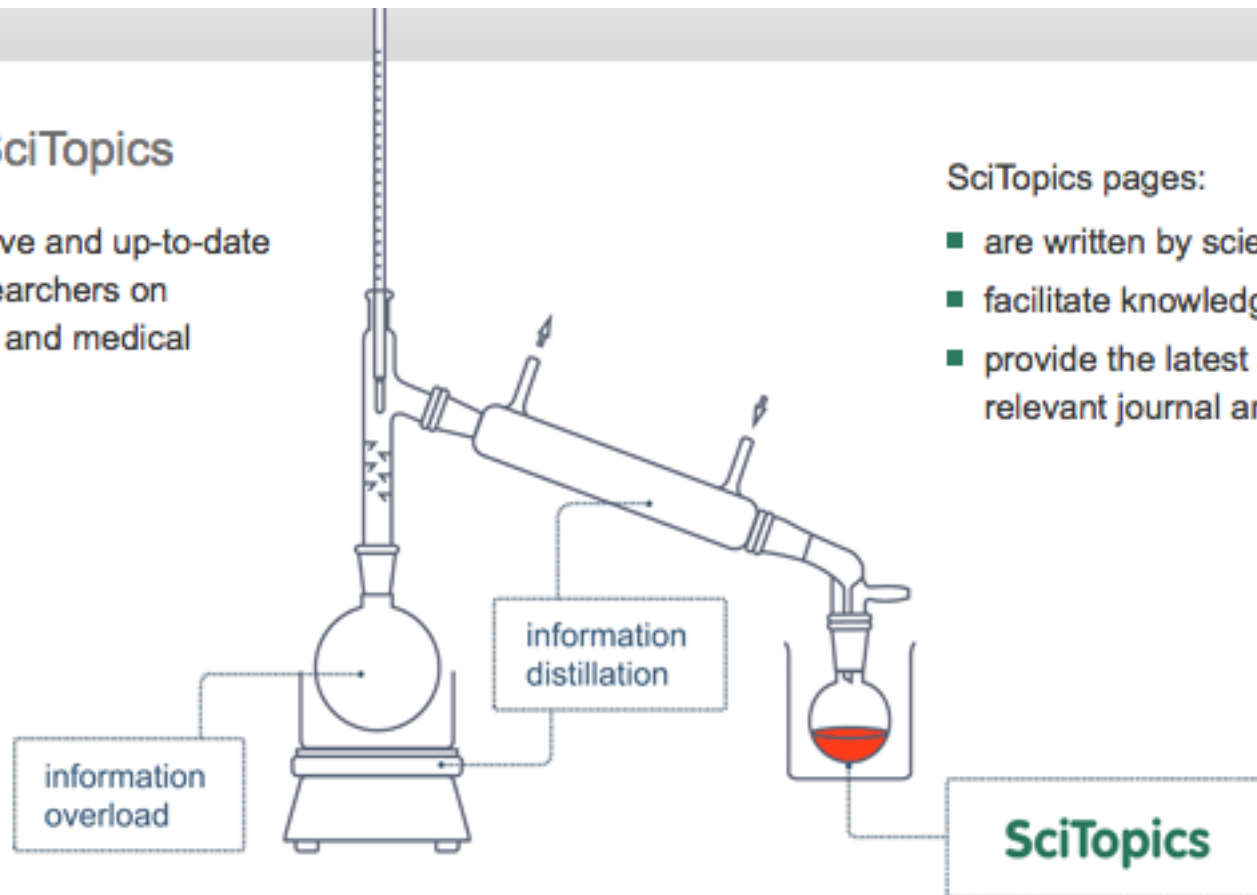 SciTopics
ve and up-to-date
earchers on
and medical
SciTopics pages:
are written by scie
facilitate knowledg
provide the latest
relevant journal ar
information
distillation
information
overload
SciTopics